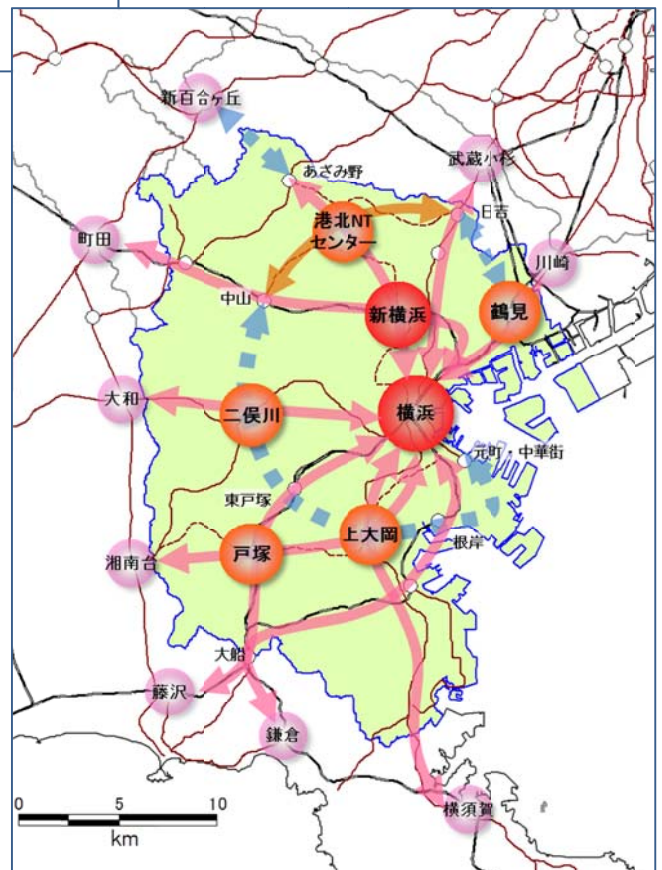 新百合ヶ丘
あざみ野
武蔵小杉
日吉
港北NT
センター
町田
川崎
中山
新横浜
鶴見
大和
二俣川
横浜
元町・中華街
東戸塚
上大岡
根岸
戸塚
湘南台
大船
藤沢
鎌倉
横須賀
0 5 10
km